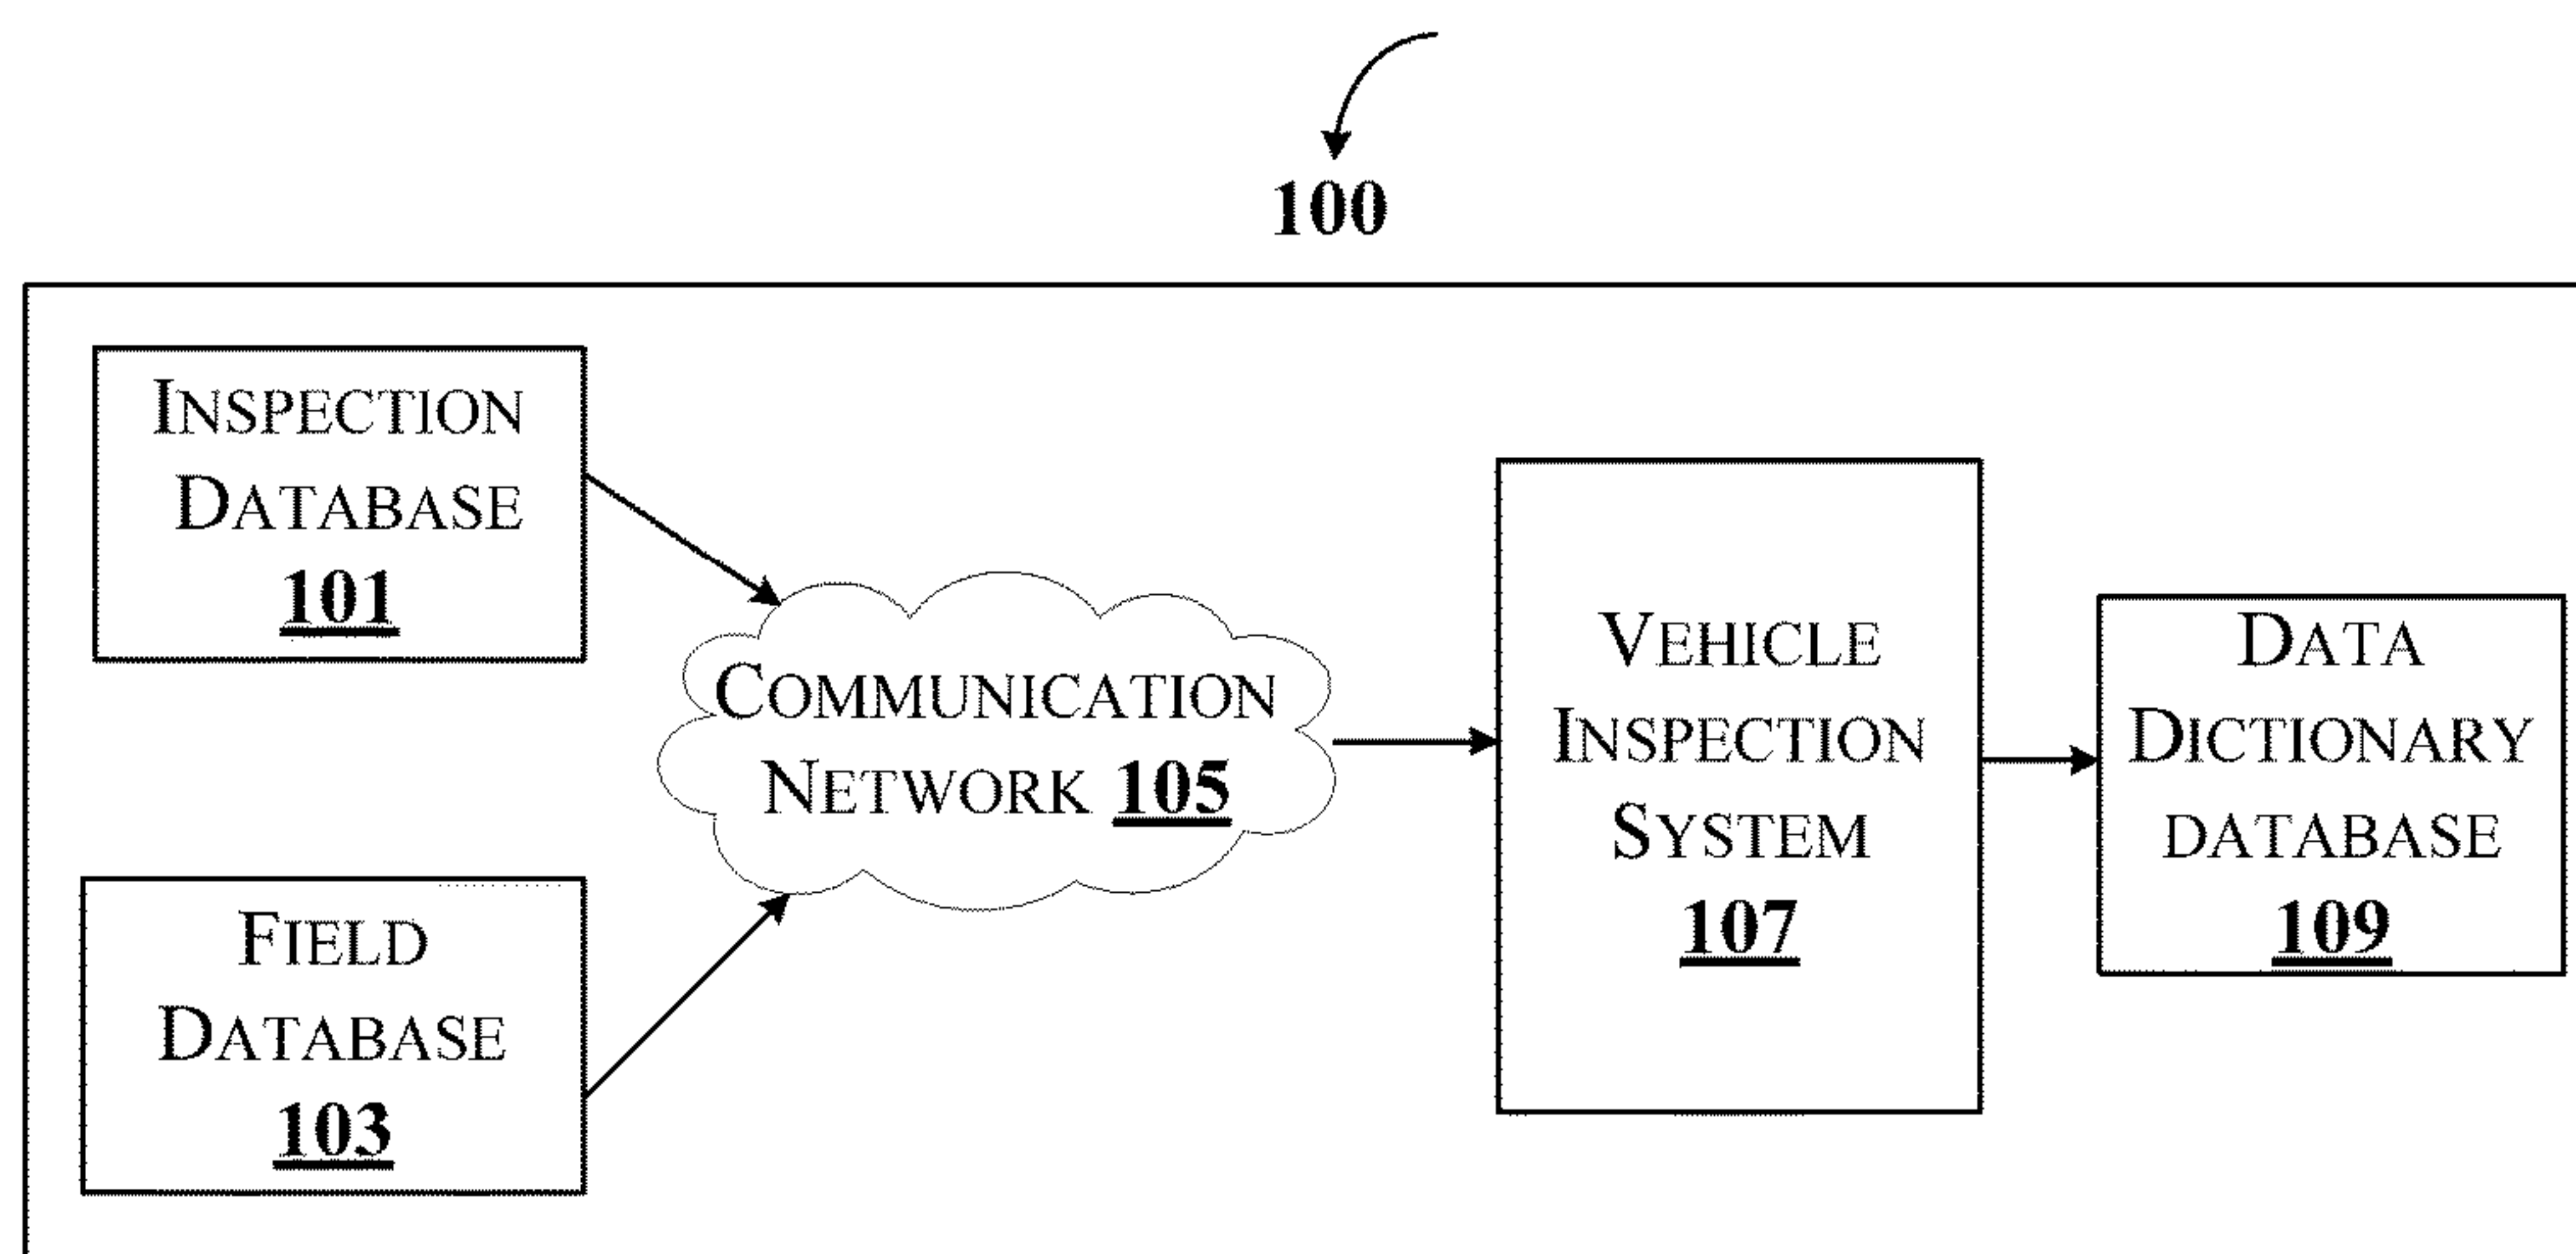 100
INSPECTION
DATABASE
101
COMMUNICATION
NETWORK 105
FIELD
DATABASE
103
VEHICLE
INSPECTION
SYSTEM
107
DATA
DICTIONARY
DATABASE
109